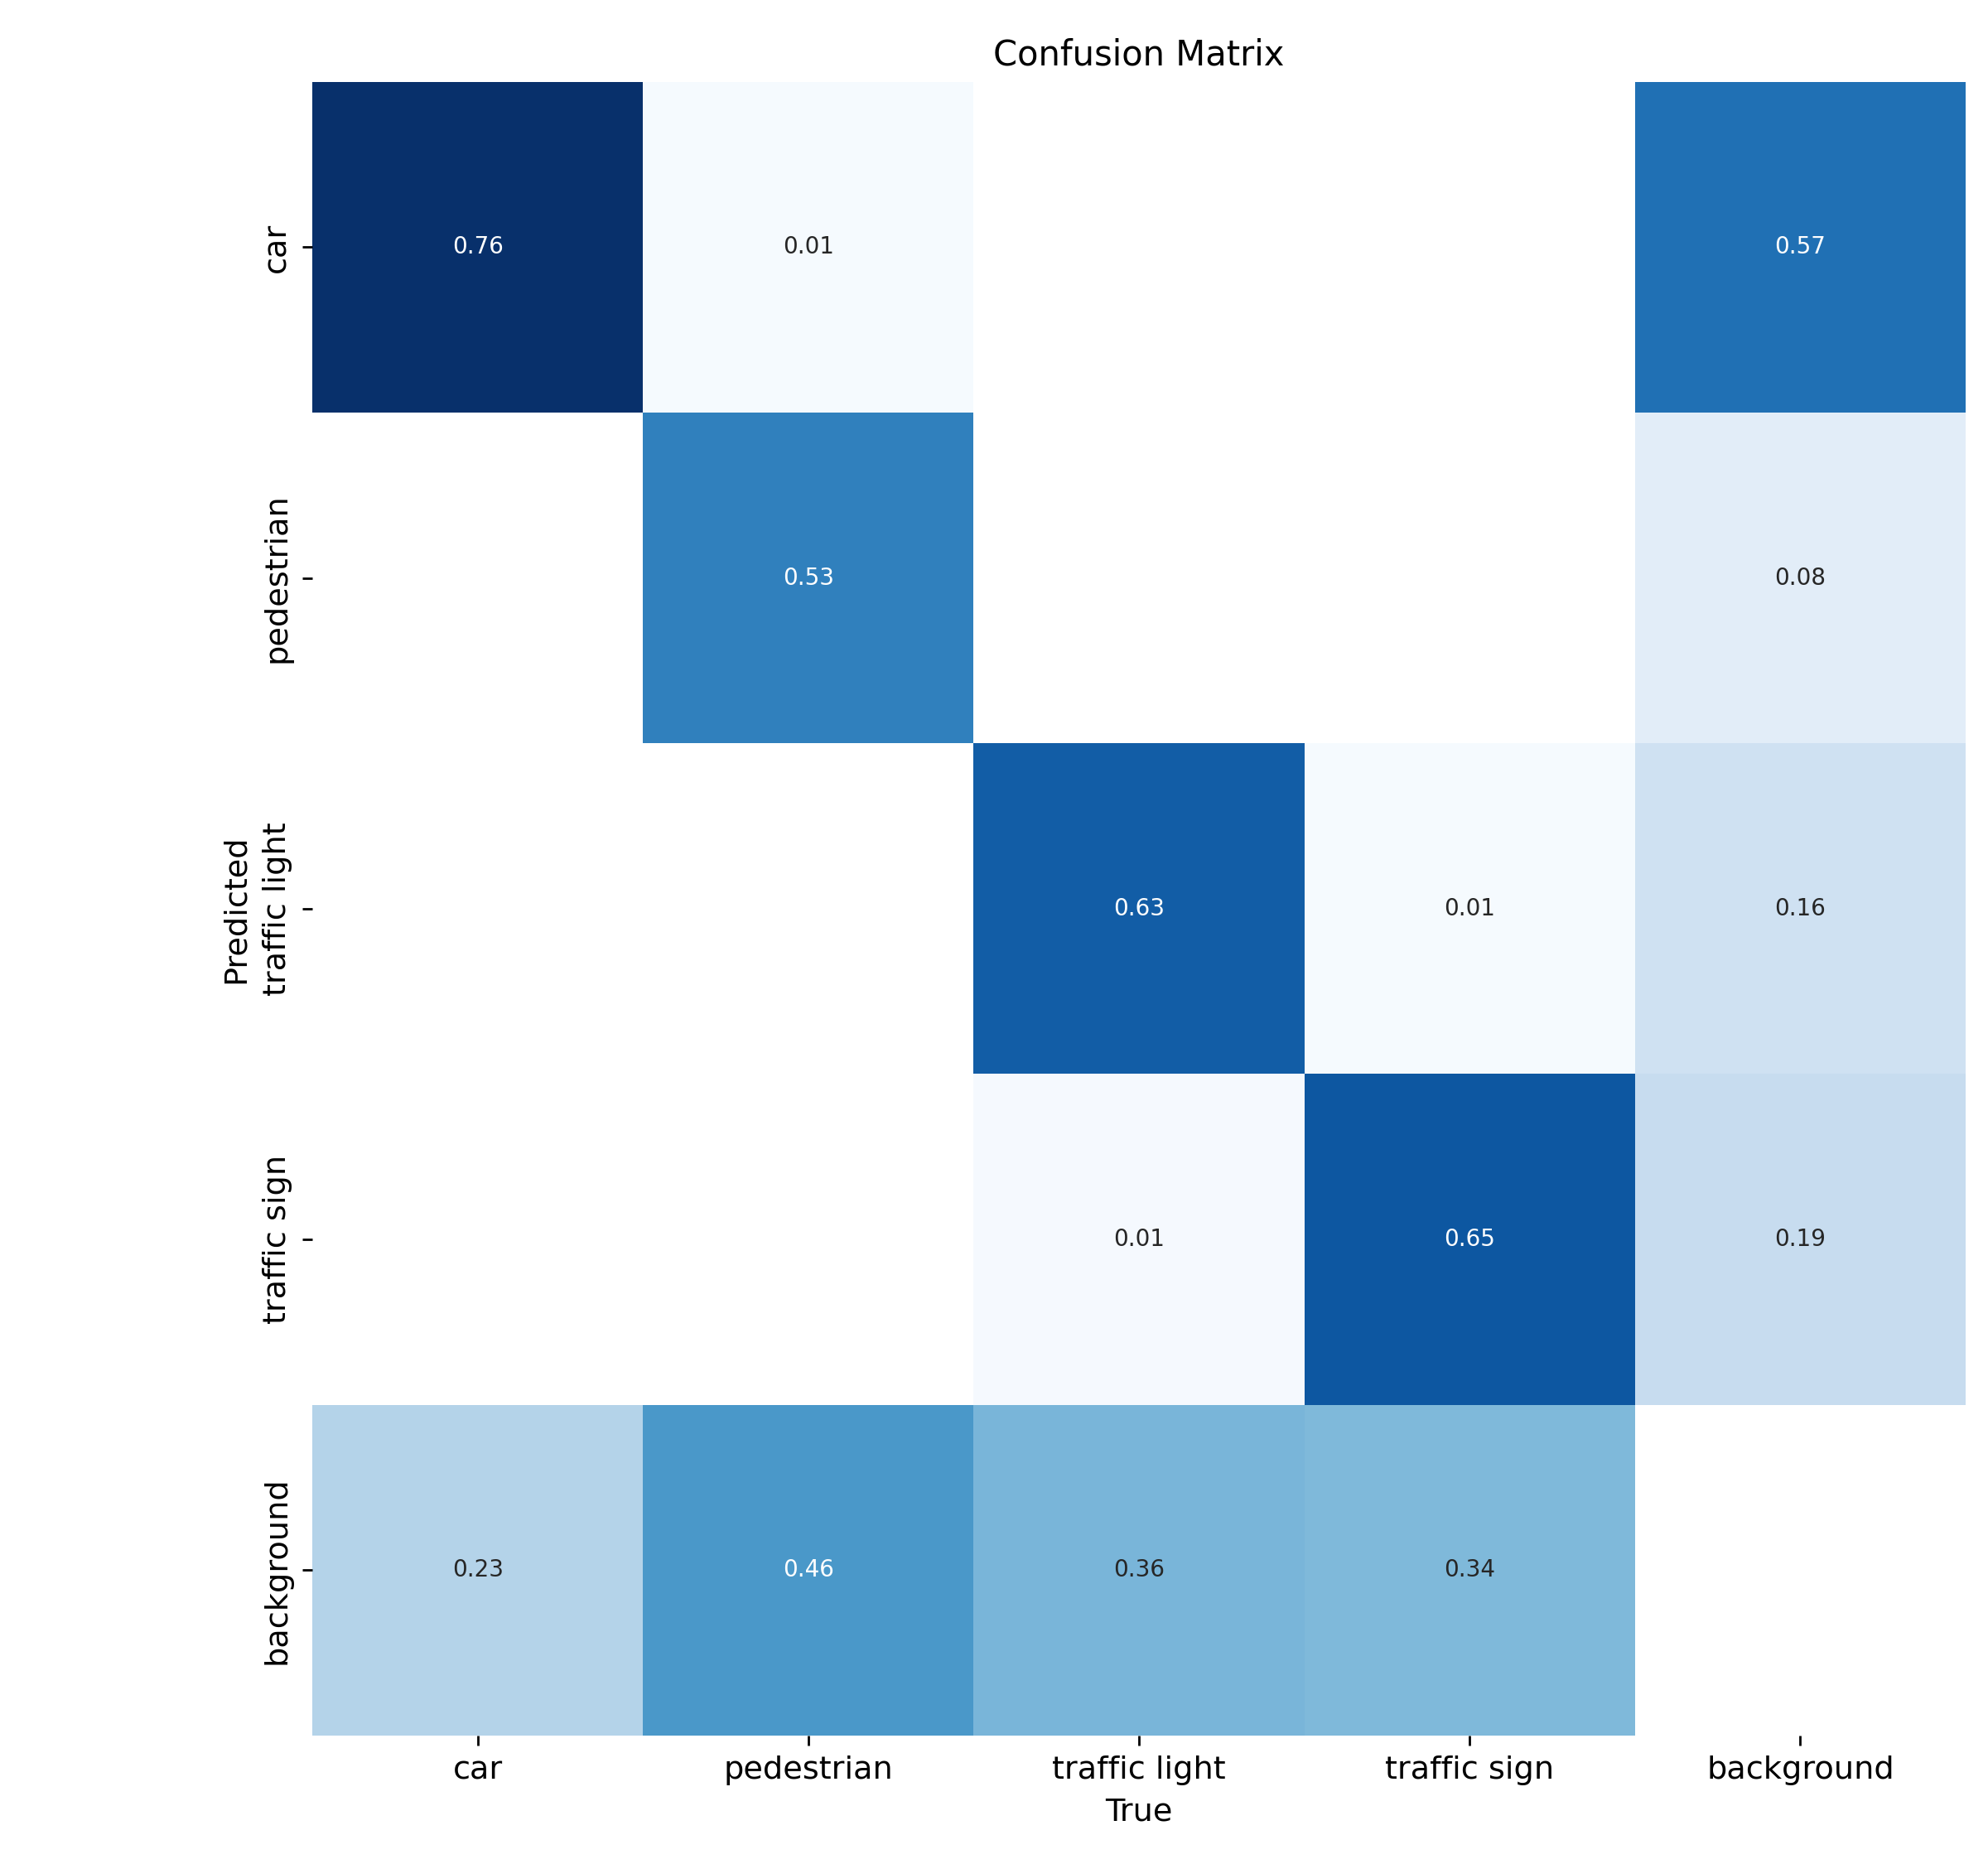 Confusion Matrix
car 0.76 0.01 0.57
pedestrian 0.53 0.08
Predicted
traffic light 0.63 0.01 0.16
traffic sign 0.01 0.65 0.19
background 0.23 0.46 0.36 0.34
car pedestrian traffic light traffic sign background
True